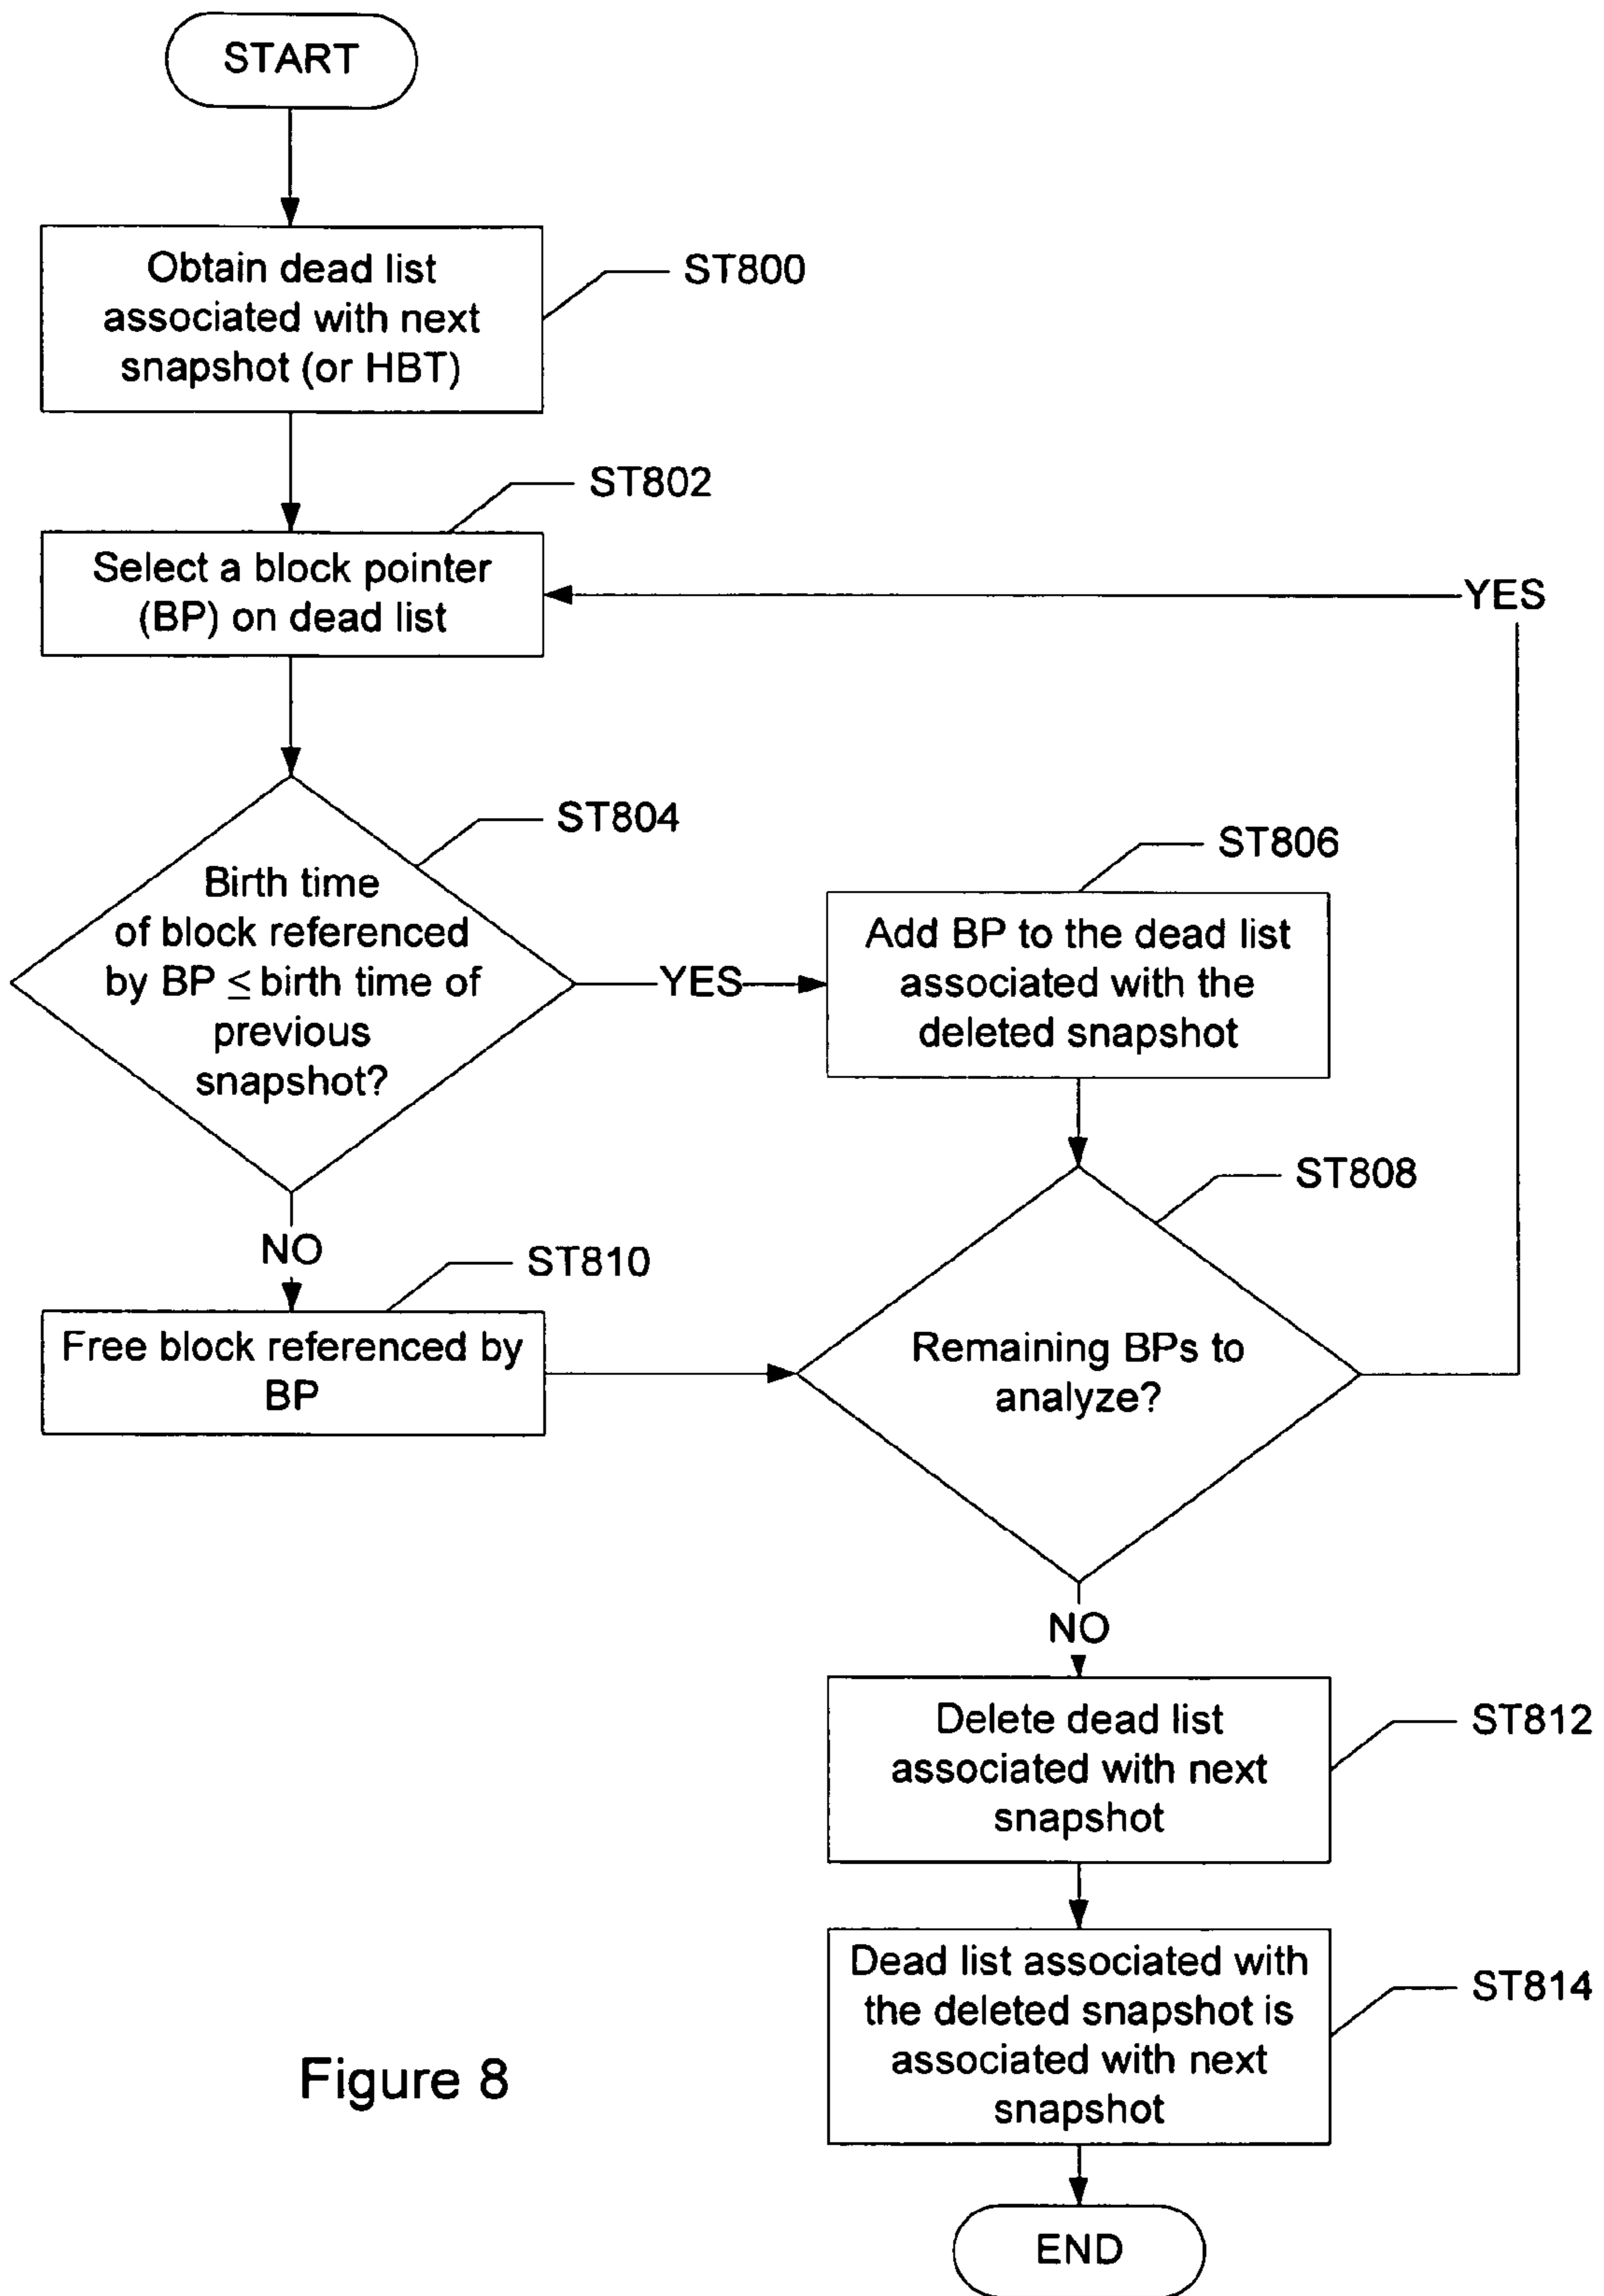 START
Obtain dead list
associated with next
snapshot (or HBT)
ST800
ST802
Select a block pointer
(BP) on dead list
YES
ST804
Birth time
of block referenced
by BP ≤ birth time of
previous
snapshot?
YES
ST806
Add BP to the dead list
associated with the
deleted snapshot
ST808
NO
ST810
Free block referenced by
BP
Remaining BPs to
analyze?
NO
Delete dead list
associated with next
snapshot
ST812
Dead list associated with
the deleted snapshot is
associated with next
snapshot
ST814
Figure 8
END